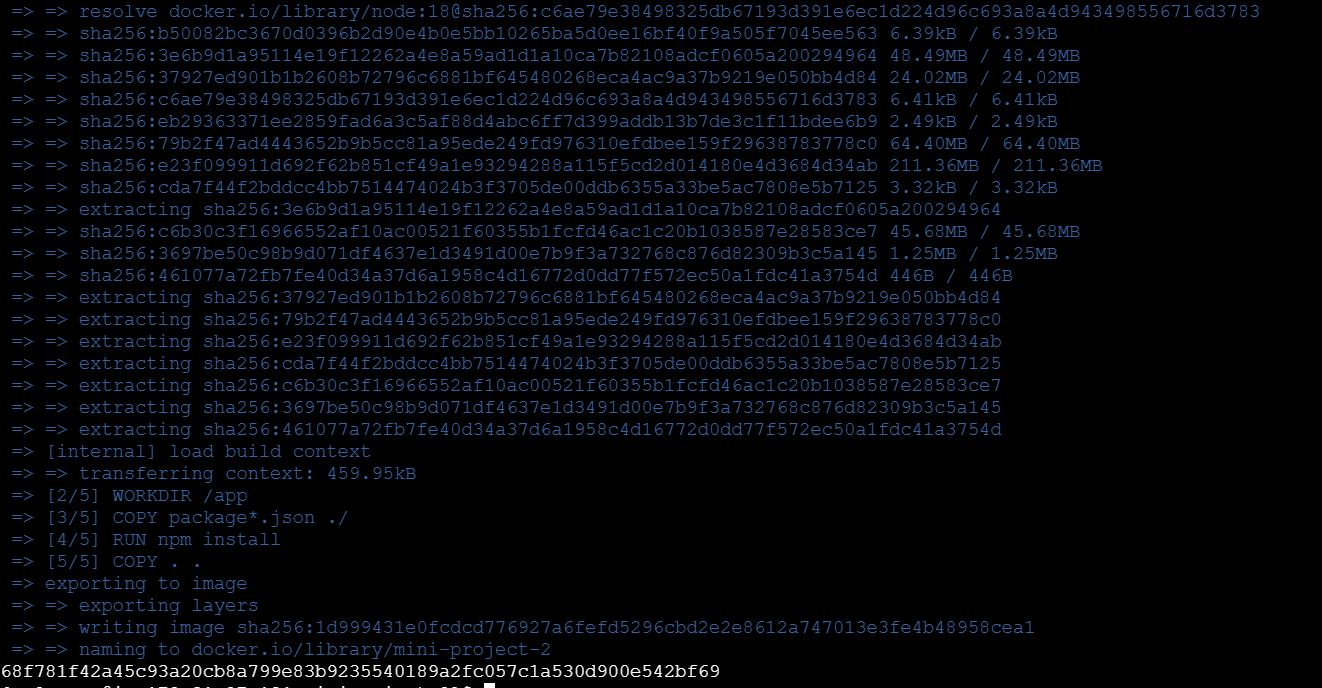 => => resolve docker.io/library/node:18@sha256:c6ae79e38498325db67193d391e6ec1d224d96c693a8a4d943498556716d3783
=> => sha256:b50082bc3670d0396b2d90e4b0e5bb10265ba5d0ee16bf40f9a505f7045ee563 6.39kB / 6.39kB
=> => sha256:3e6b9d1a95114e19f12262a4e8a59ad1d1a10ca7b82108adcf0605a200294964 48.49MB / 48.49MB
=> => sha256:37927ed901b1b2608b72796c6881bf645480268eca4ac9a37b9219e050bb4d84 24.02MB / 24.02MB
=> => sha256:c6ae79e38498325db67193d391e6ec1d224d96c693a8a4d943498556716d3783 6.41kB / 6.41kB
=> => sha256:eb29363371ee2859fad6a3c5af88d4abc6ff7d399addb13b7de3c1f11bdee6b9 2.49kB / 2.49kB
=> => sha256:79b2f47ad4443652b9b5cc81a95ede249fd976310efdbee159f29638783778c0 64.40MB / 64.40MB
=> => sha256:e23f099911d692f62b851cf49a1e93294288a115f5cd2d014180e4d3684d34ab 211.36MB / 211.36MB
=> => sha256:cda7f44f2bddcc4bb7514474024b3f3705de00ddb6355a33be5ac7808e5b7125 3.32kB / 3.32kB
=> => extracting sha256:3e6b9d1a95114e19f12262a4e8a59ad1d1a10ca7b82108adcf0605a200294964
=> => sha256:c6b30c3f16966552af10ac00521f60355b1fcfd46ac1c20b1038587e28583ce7 45.68MB / 45.68MB
=> => sha256:3697be50c98b9d071df4637e1d3491d00e7b9f3a732768c876d82309b3c5a145 1.25MB / 1.25MB
=> => sha256:461077a72fb7fe40d34a37d6a1958c4d16772d0dd77f572ec50a1fdc41a3754d 446B / 446B
=> => extracting sha256:37927ed901b1b2608b72796c6881bf645480268eca4ac9a37b9219e050bb4d84
=> => extracting sha256:79b2f47ad4443652b9b5cc81a95ede249fd976310efdbee159f29638783778c0
=> => extracting sha256:e23f099911d692f62b851cf49a1e93294288a115f5cd2d014180e4d3684d34ab
=> => extracting sha256:cda7f44f2bddcc4bb7514474024b3f3705de00ddb6355a33be5ac7808e5b7125
=> => extracting sha256:c6b30c3f16966552af10ac00521f60355b1fcfd46ac1c20b1038587e28583ce7
=> => extracting sha256:3697be50c98b9d071df4637e1d3491d00e7b9f3a732768c876d82309b3c5a145
=> => extracting sha256:461077a72fb7fe40d34a37d6a1958c4d16772d0dd77f572ec50a1fdc41a3754d
=> [internal] load build context
=> => transferring context: 459.95kB
=> [2/5] WORKDIR /app
=> [3/5] COPY package*.json ./
=> [4/5] RUN npm install
=> [5/5] COPY . .
=> exporting to image
=> => exporting layers
=> => writing image sha256:1d999431e0fcdcd776927a6fefd5296cbd2e2e8612a747013e3fe4b48958cea1
=> => naming to docker.io/library/mini-project-2
68f781f42a45c93a20cb8a799e83b9235540189a2fc057c1a530d900e542bf69